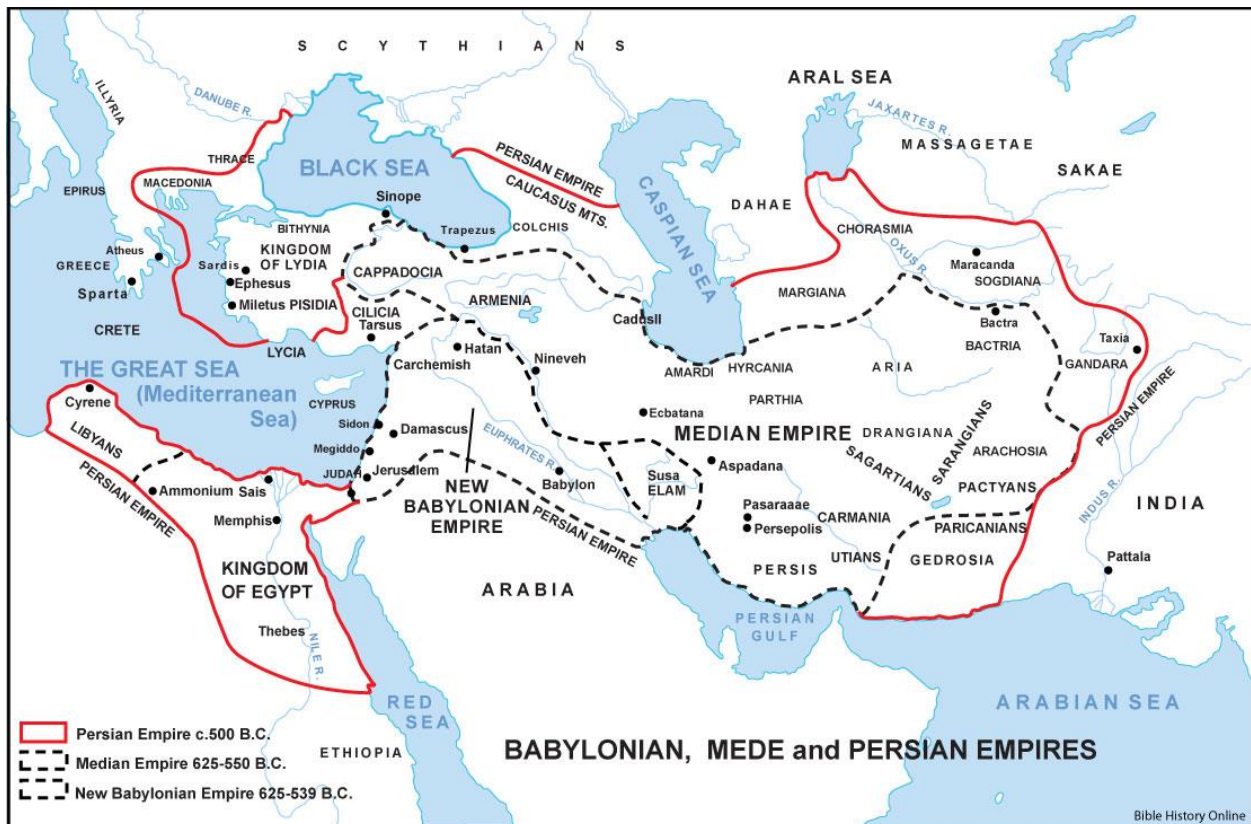 SCYTHIANS
ARAL SEA
ILLYRIA
DANUBE R.
JAXARTES R.
MASSAGETAE
THRACE
BLACK SEA
PERSIAN EMPIRE
CAUCASUS MTS.
CASPIAN SEA
SAKAE
EPIRUS
MACEDONIA
Sinope
DAHAE
CHORASMIA
BITHYNIA
Trapezus
COLCHIS
OXUS R.
Atheus
KINGDOM
OF LYDIA
Maracanda
GREECE
Sardis
CAPPADOCIA
SOGDIANA
Ephesus
Sparta
ARMENIA
MARGIANA
Miletus PISIDIA
CILICIA
Tarsus
Cadusll
Bactra
CRETE
BACTRIA
Taxia
LYCIA
Hatan
Nineveh
Carchemish
GANDARA
THE GREAT SEA
(Mediterranean
Sea)
AMARDI
HYRCANIA
ARIA
PERSIAN EMPIRE
Cyrene
CYPRUS
PARTHIA
Ecbatana
Sidon
Damascus
LIBYANS
EUPHRATES R.
MEDIAN EMPIRE
DRANGIANA
SARANGIANS
Megiddo
ARACHOSIA
SAGARTIANS
JUDAH
Jerusdlem
Susa
ELAM
Aspadana
PERSIAN EMPIRE
Ammonium
Sais
NEW
BABYLONIAN
EMPIRE
Babylon
PACTYANS
INDUS R.
INDIA
Memphis
PERSIAN EMPIRE
Pasaraaae
Persepolis
CARMANIA
PARICANIANS
UTIANS
GEDROSIA
Pattala
KINGDOM
OF EGYPT
PERSIS
ARABIA
Thebes
NILE R.
PERSIAN
GULF
RED
SEA
ARABIAN SEA
ETHIOPIA
Persian Empire c.500 B.C.
Median Empire 625-550 B.C.
New Babylonian Empire 625-539 B.C.
BABYLONIAN, MEDE and PERSIAN EMPIRES
Bible History Online